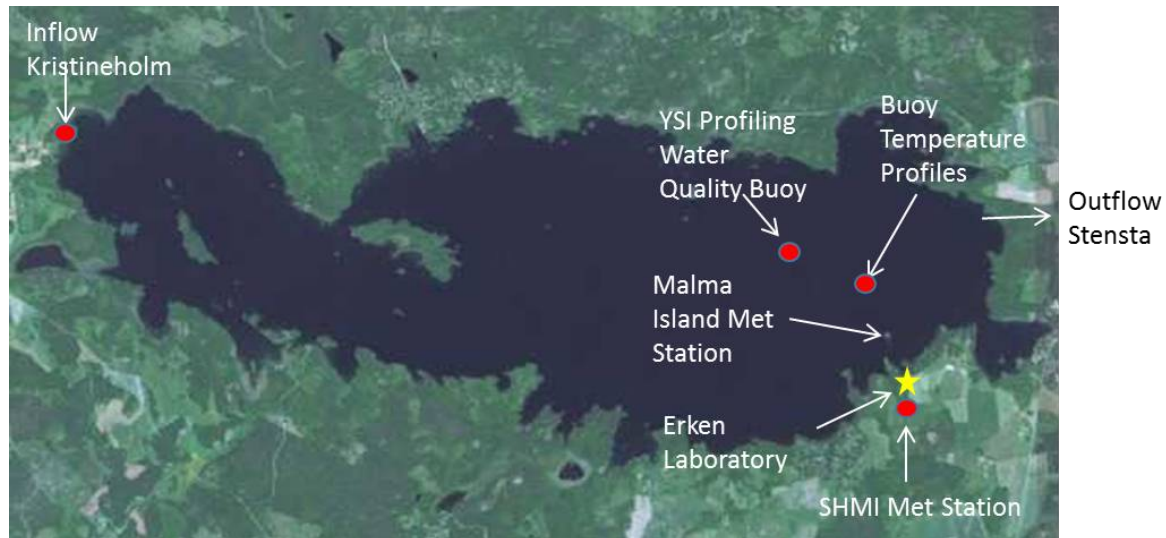 Inflow
Kristineholm
YSI Profiling
Water
Quality Buoy
Buoy
Temperature
Profiles
Outflow
Stensta
Malma
Island Met
Station
Erken
Laboratory
SHMI Met Station